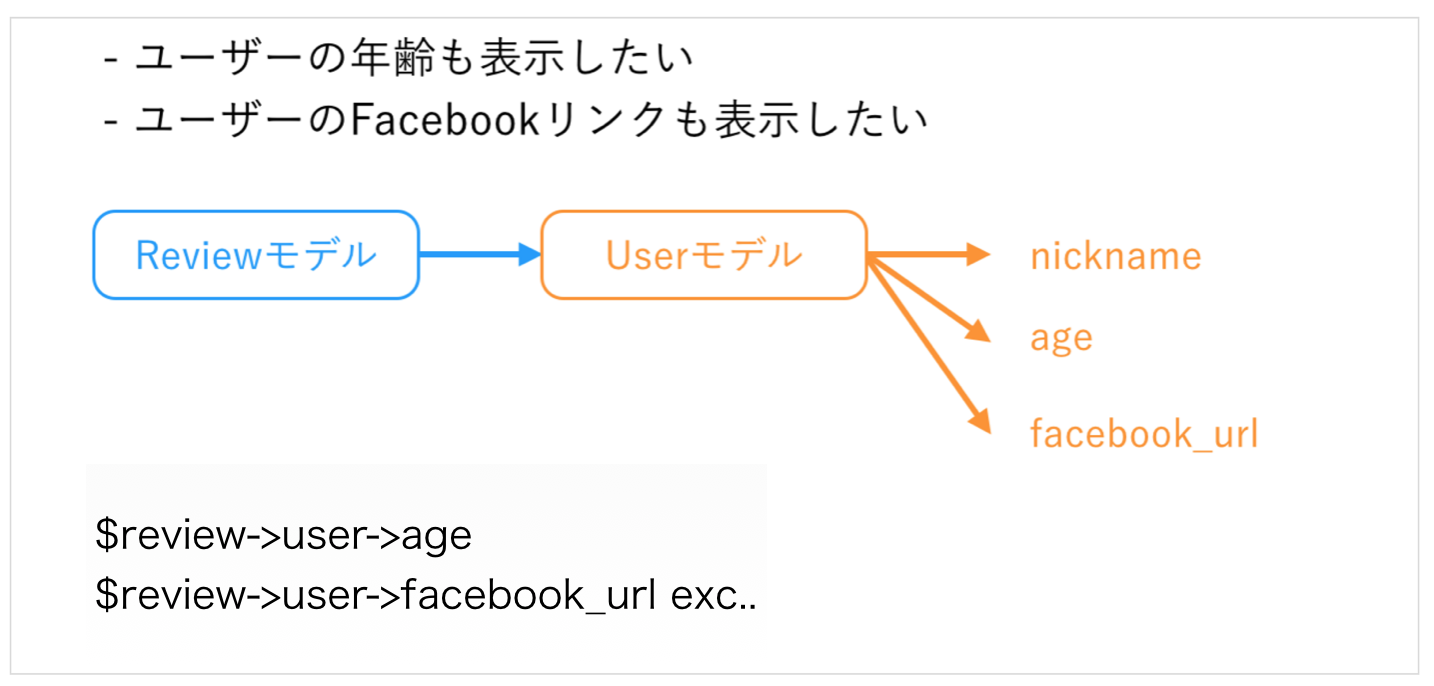 - ユーザーの年齢も表示したい
- ユーザーのFacebookリンクも表示したい
Reviewモデル
Userモデル
nickname
age
facebook_url
$review->user->age
$review->user->facebook_url exc..